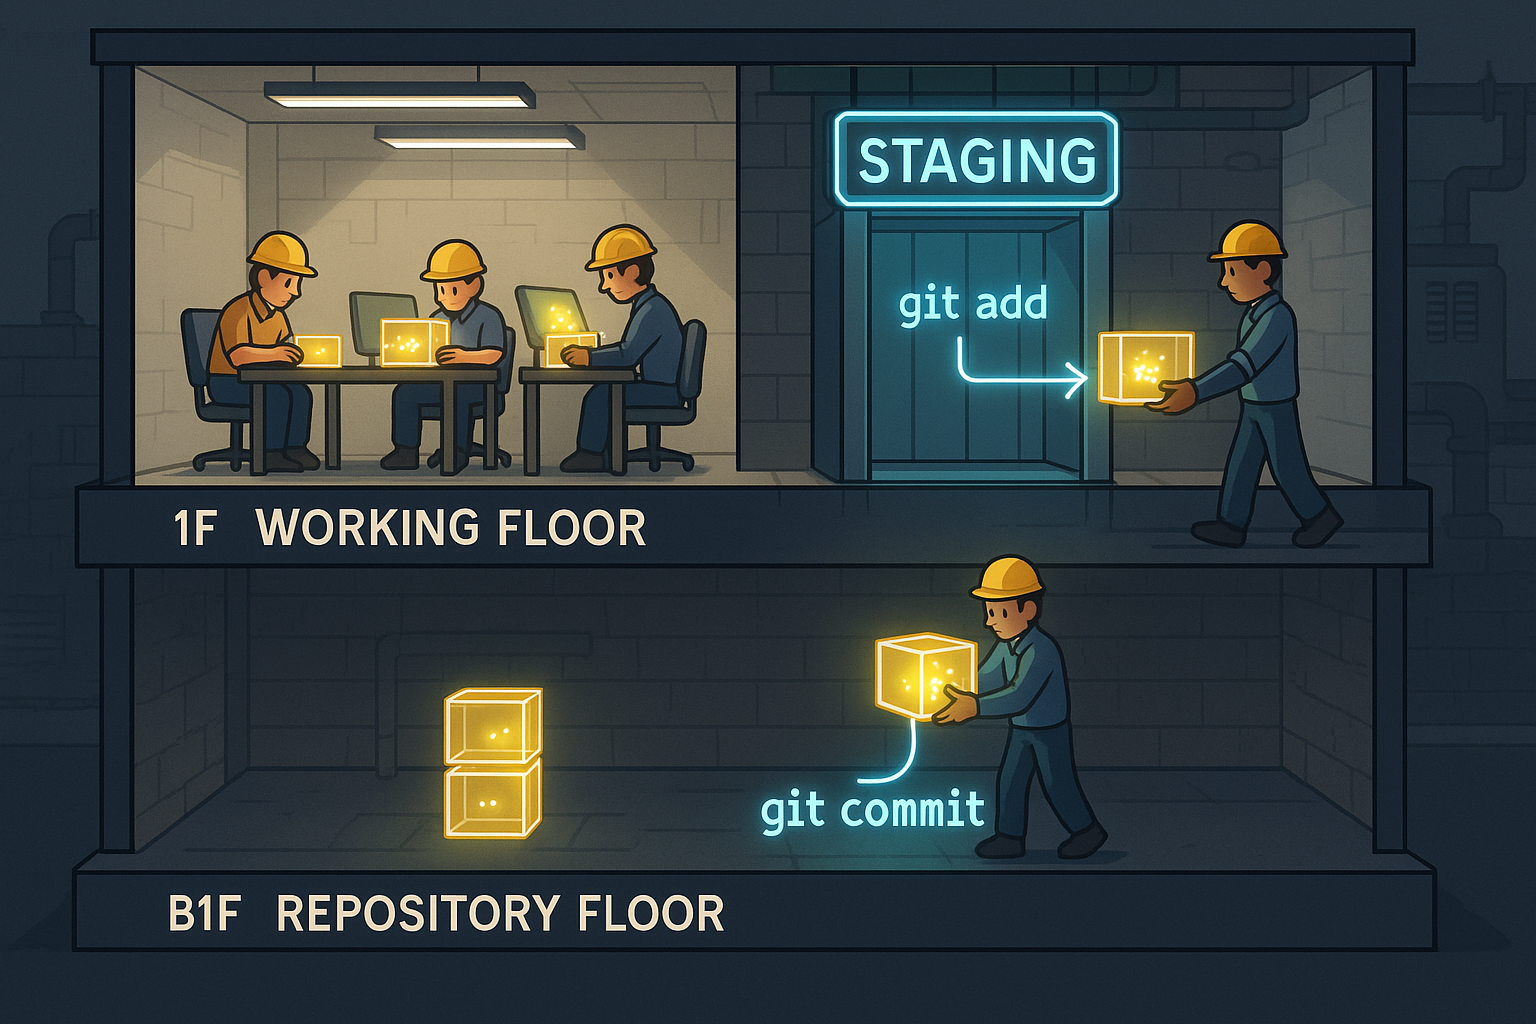 STAGING
git add
1F WORKING FLOOR
git commit
B1F REPOSITORY FLOOR